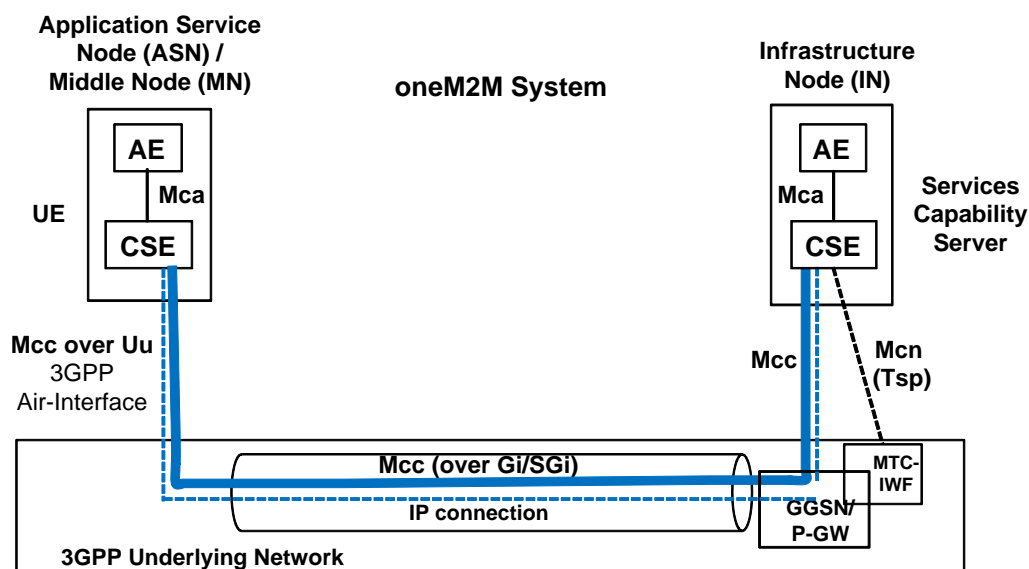 Application Service
Node (ASN) /
Middle Node (MN)
oneM2M System
Infrastructure
Node (IN)
AE
Mca
CSE
UE
AE
Mca
CSE
Services
Capability
Server
Mcc over Uu
3GPP
Air-Interface
Mcc
Mcn
(Tsp)
Mcc (over Gi/SGi)
IP connection
MTC-
IWF
GGSN/
P-GW
3GPP Underlying Network